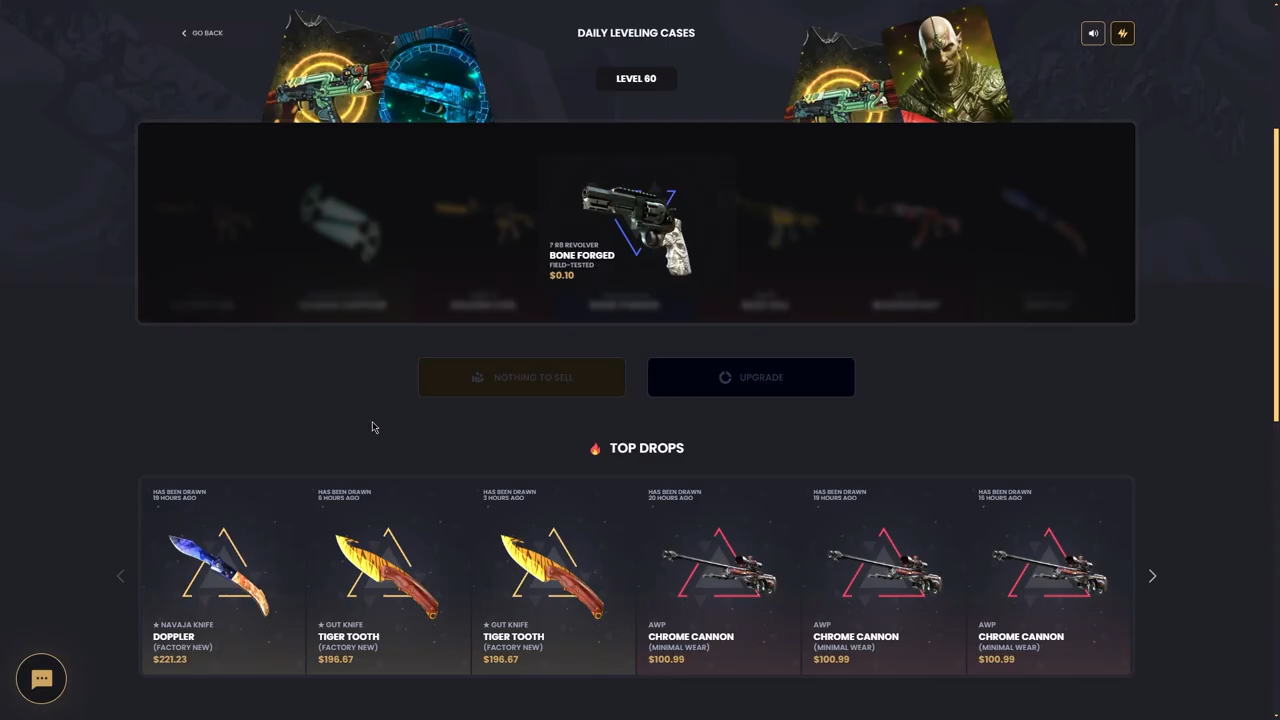 GO BACK
DAILY LEVELING CASES
LEVEL 60
? R8 REVOLVER
BONE FORGED
FIELD-TESTED
$0.10
NOTHING TO SELL
UPGRADE
TOP DROPS
HAS BEEN DRAWN
19 HOURS AGO
★ NAVAJA KNIFE
DOPPLER
(FACTORY NEW)
$221.23
HAS BEEN DRAWN
6 HOURS AGO
★ GUT KNIFE
TIGER TOOTH
(FACTORY NEW)
$196.67
HAS BEEN DRAWN
3 HOURS AGO
★ GUT KNIFE
TIGER TOOTH
(FACTORY NEW)
$196.67
HAS BEEN DRAWN
20 HOURS AGO
AWP
CHROME CANNON
(MINIMAL WEAR)
$100.99
HAS BEEN DRAWN
19 HOURS AGO
AWP
CHROME CANNON
(MINIMAL WEAR)
$100.99
HAS BEEN DRAWN
16 HOURS AGO
AWP
CHROME CANNON
(MINIMAL WEAR)
$100.99